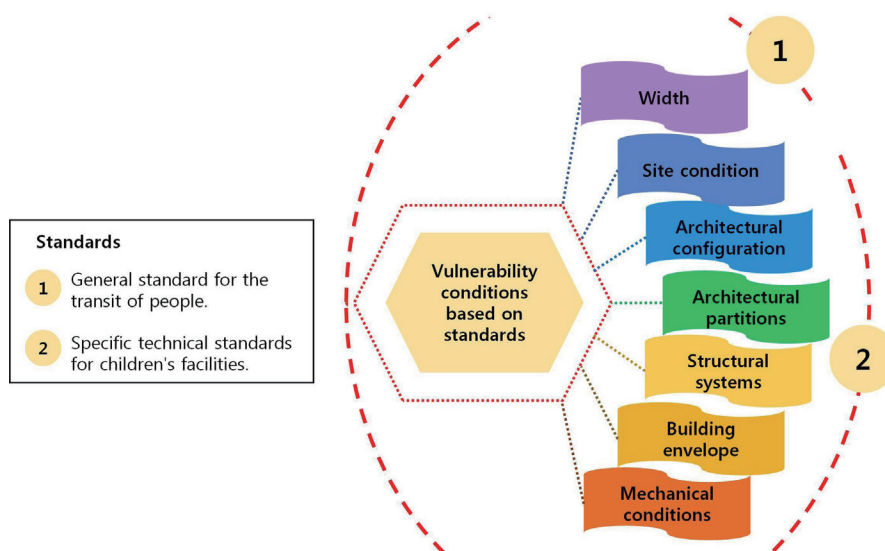 Standards
1 General standard for the
transit of people.
2 Specific technical standards
for children's facilities.
Vulnerability
conditions
based on
standards
1
Width
Site condition
Architectural
configuration
Architectural
partitions
2
Structural
systems
Building
envelope
Mechanical
conditions